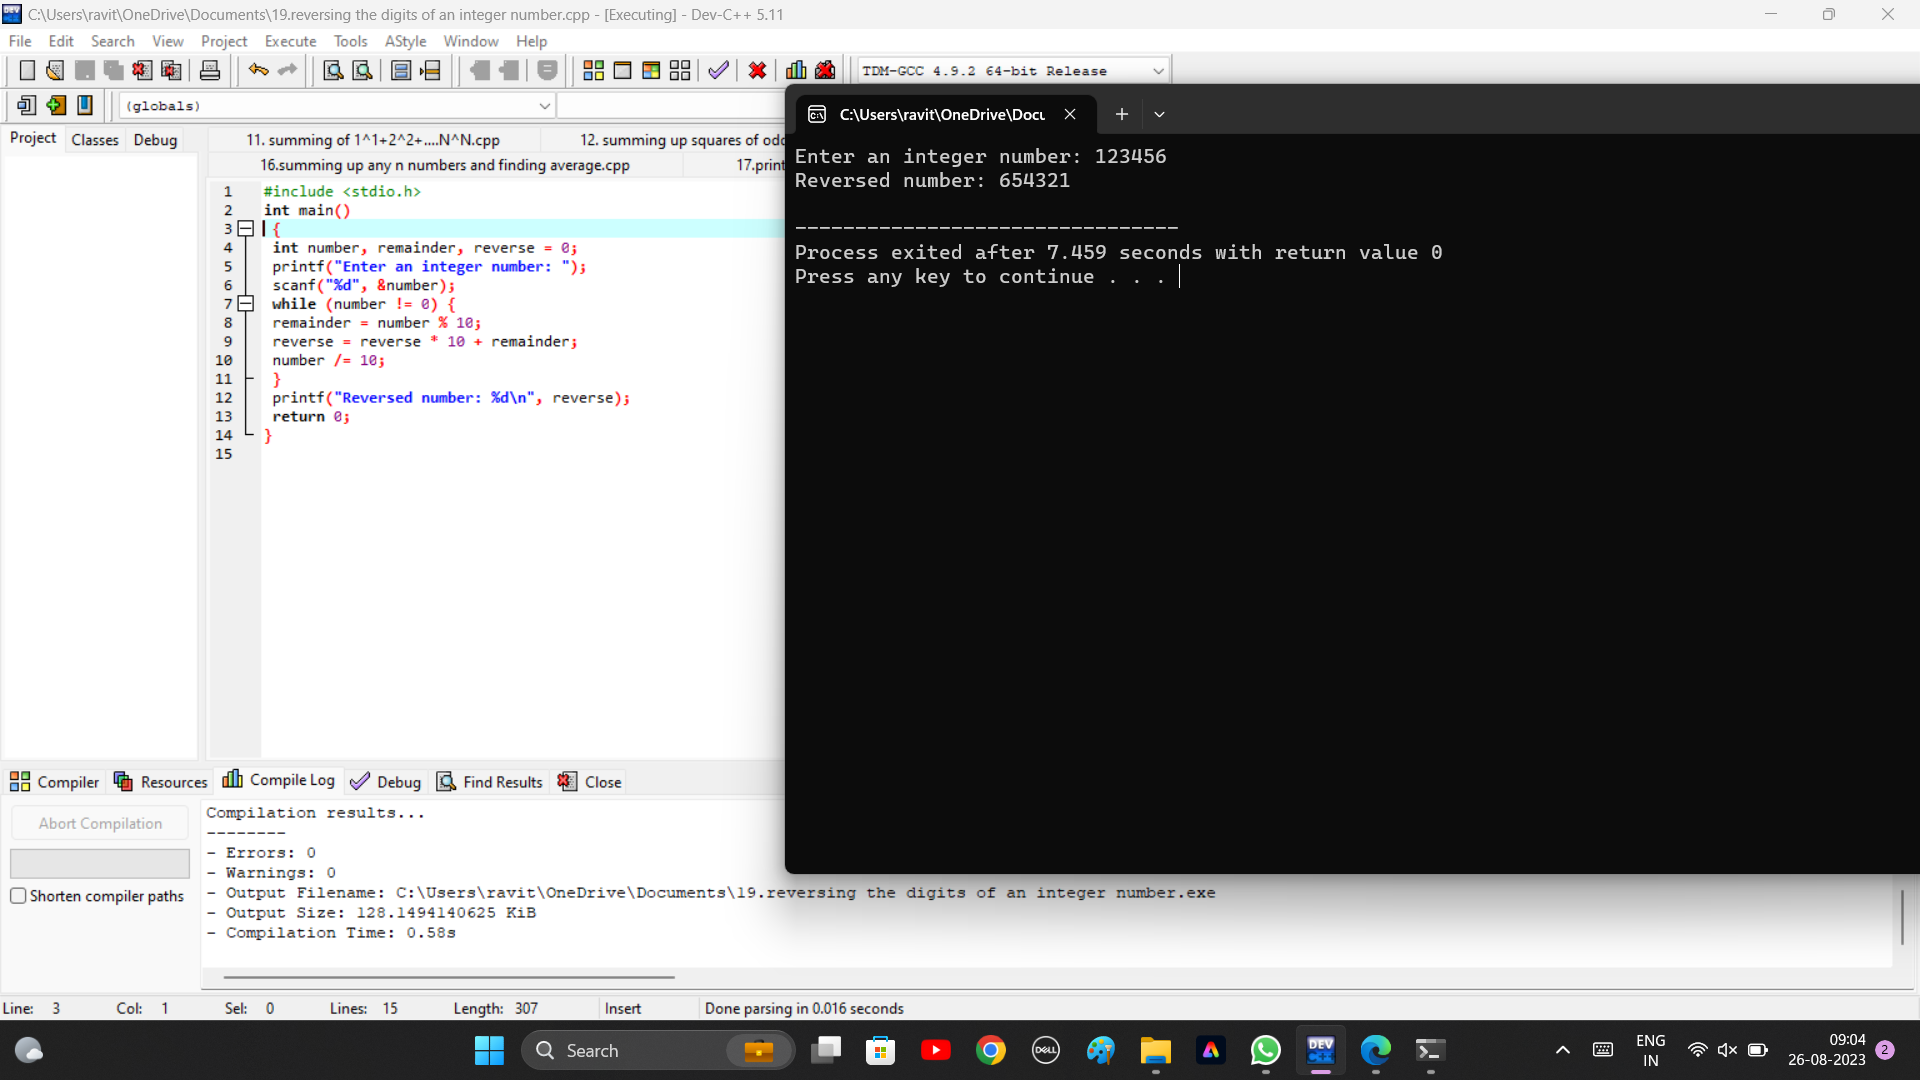 C:\Users\ravit\OneDrive\Documents\19.reversing the digits of an integer number.cpp - [Executing] - Dev-C++ 5.11
File Edit Search View Project Execute Tools AStyle Window Help
TDM-GCC 4.9.2 64-bit Release
(globals)
Project Classes Debug
11. summing of 1^1+2^2+....N^N.cpp 12. summing up squares of odd
16.summing up any n numbers and finding average.cpp 17.print
1 #include <stdio.h>
2 int main()
3 {
4 int number, remainder, reverse = 0;
5 printf("Enter an integer number: ");
6 scanf("%d", &number);
7 while (number != 0) {
8 remainder = number % 10;
9 reverse = reverse * 10 + remainder;
10 number /= 10;
11 }
12 printf("Reversed number: %d\n", reverse);
13 return 0;
14 }
15
C:\Users\ravit\OneDrive\Docu
Enter an integer number: 123456
Reversed number: 654321
--------------------------------
Process exited after 7.459 seconds with return value 0
Press any key to continue . . .
Compiler Resources Compile Log Debug Find Results Close
Abort Compilation
Shorten compiler paths
Compilation results...
--------
- Errors: 0
- Warnings: 0
- Output Filename: C:\Users\ravit\OneDrive\Documents\19.reversing the digits of an integer number.exe
- Output Size: 128.1494140625 KiB
- Compilation Time: 0.58s
Line: 3 Col: 1 Sel: 0 Lines: 15 Length: 307 Insert Done parsing in 0.016 seconds
Search
DELL
DEV
C++
ENG
IN
09:04
26-08-2023
2